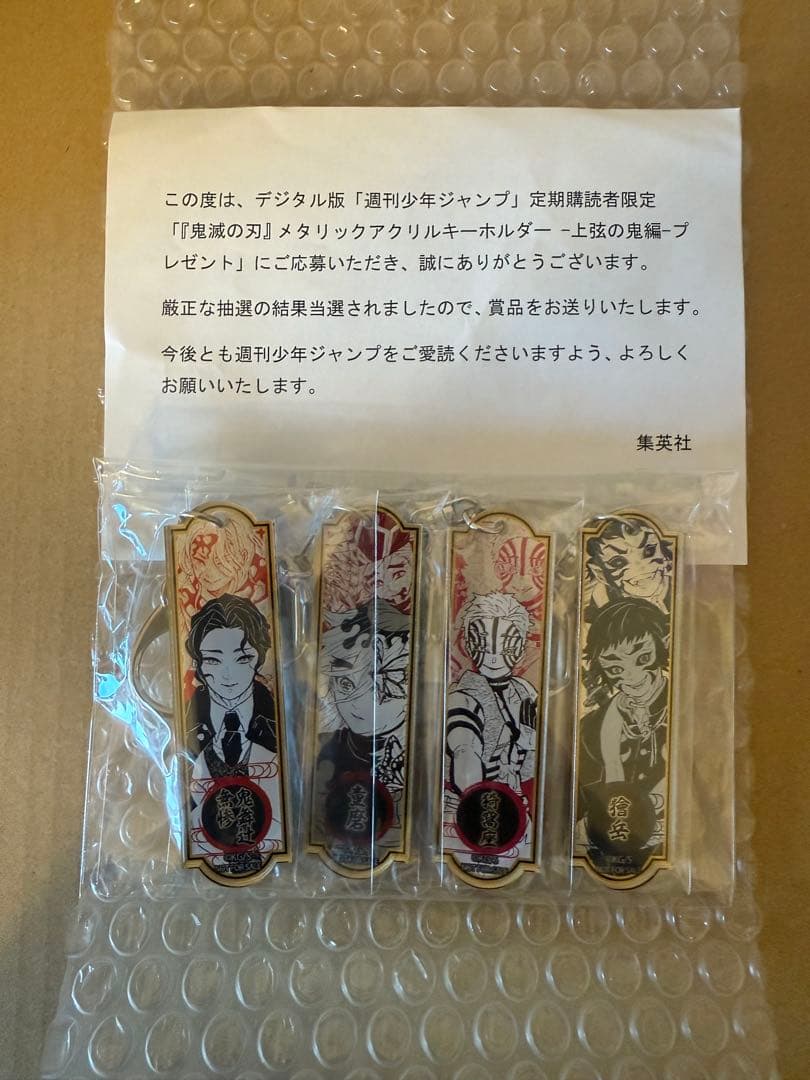 この度は、デジタル版「週刊少年ジャンプ」定期購読者限定
「『鬼滅の刃』メタリックアクリルキーホルダー -上弦の鬼編-プ
レゼント」にご応募いただき、誠にありがとうございます。
厳正な抽選の結果当選されましたので、賞品をお送りいたします。
今後とも週刊少年ジャンプをご愛読くださいますよう、よろしく
お願いいたします。
集英社
鬼舞辻
無惨
©KG/S
童磨
猗窩座
©KG/S
獪岳
©KG/S